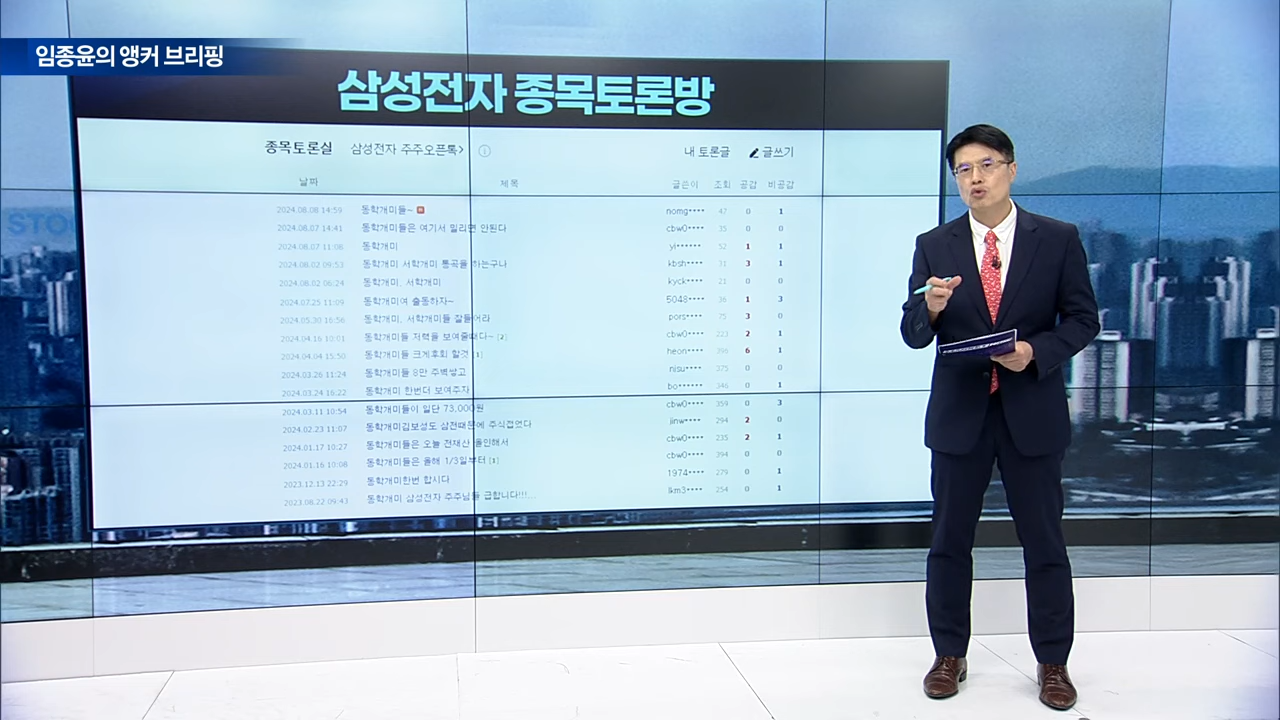 임종윤의 앵커 브리핑
삼성전자 종목토론방
종목토론실 삼성전자 주주오픈톡> 내 토론글 글쓰기
날짜 제목 글쓴이 조회 공감 비공감
2024.08.08 14:59 동학개미들~ nomg**** 47 0 1
2024.08.07 14:41 동학개미들은 여기서 밀리면 안된다 cbw0**** 35 0 0
2024.08.07 11:08 동학개미 yi****** 52 1 1
2024.08.02 09:53 동학개미 서학개미 통곡을 하는구나 kbsh**** 31 3 1
2024.08.02 06:24 동학개미, 서학개미 kyck**** 21 0 0
2024.07.25 11:09 동학개미여 출동하자~ 5048**** 36 1 3
2024.05.30 16:56 동학개미, 서학개미들 잘들어라 pors**** 75 3 0
2024.04.16 10:01 동학개미들 저력을 보여줄때다~ [2] cbw0**** 223 2 1
2024.04.04 15:50 동학개미들 크게후회 할것 [1] heon**** 396 6 1
2024.03.26 11:24 동학개미들 8만 주벽쌓고 nisu**** 375 0 0
2024.03.24 16:22 동학개미 한번더 보여주자 bo****** 346 0 1
2024.03.11 10:54 동학개미들이 일단 73,000원 cbw0**** 359 0 3
2024.02.23 11:07 동학개미김보성도 삼전때문에 주식접었다 jinw**** 294 2 0
2024.01.17 10:27 동학개미들은 오늘 전재산 올인해서 cbw0**** 235 2 1
2024.01.16 10:08 동학개미들은 올해 1/3일부터 [1] cbw0**** 394 0 0
2023.12.13 22:29 동학개미한번 합시다 1974**** 279 0 1
2023.08.22 09:43 동학개미 삼성전자 주주님들 급합니다!!!... lkm3**** 254 0 1